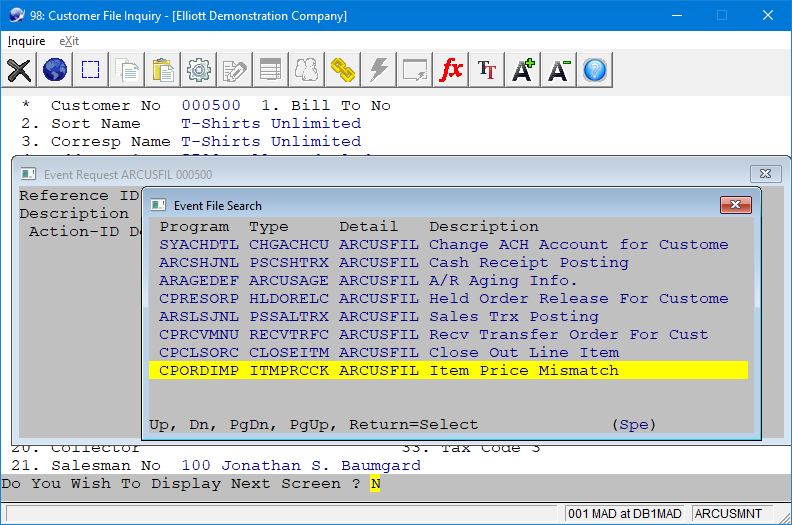 98: Customer File Inquiry - [Elliott Demonstration Company]
Inquire eXit
fx TT A+ A- ?
* Customer No 000500 1. Bill To No
2. Sort Name T-Shirts Unlimited
3. Corresp Name T-Shirts Unlimited
Event Request ARCUSFIL 000500
Reference ID
Description
Action-ID
Event File Search
Program Type Detail Description
SYACHDTL CHGACHCU ARCUSFIL Change ACH Account for Custome
ARCSHJNL PSCSHTRX ARCUSFIL Cash Receipt Posting
ARAGEDEF ARCUSAGE ARCUSFIL A/R Aging Info.
CPRESORP HLDORELC ARCUSFIL Held Order Release For Custome
ARSLSJNL PSSALTRX ARCUSFIL Sales Trx Posting
CPRCVMNU RECVTRFC ARCUSFIL Recv Transfer Order For Cust
CPCLSORC CLOSEITM ARCUSFIL Close Out Line Item
CPORDIMP ITMPRCCK ARCUSFIL Item Price Mismatch
Up, Dn, PgDn, PgUp, Return=Select (Spe)
20. Collector 33. Tax Code 3
21. Salesman No 100 Jonathan S. Baumgard
Do You Wish To Display Next Screen ? N
001 MAD at DB1MAD ARCUSMNT